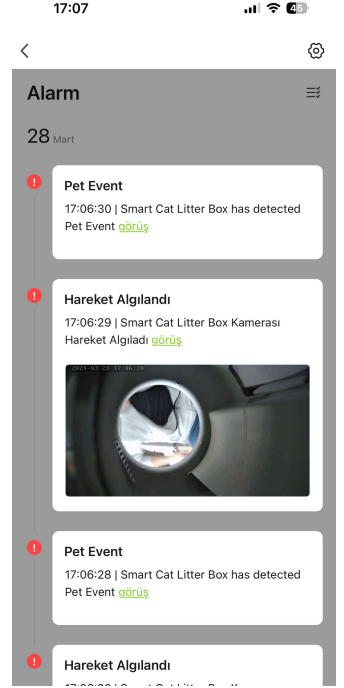 17:07
45
Alarm
28 Mart
Pet Event
17:06:30 | Smart Cat Litter Box has detected
Pet Event görüş
Hareket Algılandı
17:06:29 | Smart Cat Litter Box Kamerası
Hareket Algıladı görüş
2024-03-28 17:06:28
Pet Event
17:06:28 | Smart Cat Litter Box has detected
Pet Event görüş
Hareket Algılandı